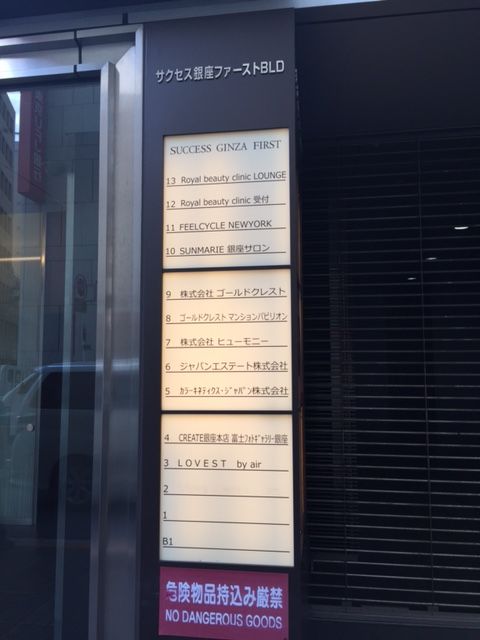 サクセス銀座ファーストBLD
SUCCESS GINZA FIRST
13 Royal beauty clinic LOUNGE
12 Royal beauty clinic 受付
11 FEELCYCLE NEWYORK
10 SUNMARIE 銀座サロン
9 株式会社 ゴールドクレスト
8 ゴールドクレスト マンションパビリオン
7 株式会社 ヒューモニー
6 ジャパンエステート株式会社
5 カラーキネティクス・ジャパン株式会社
4 CREATE銀座本店 富士フォトギャラリー銀座
3 LOVEST by air
2
1
B1
危険物品持込み厳禁
NO DANGEROUS GOODS